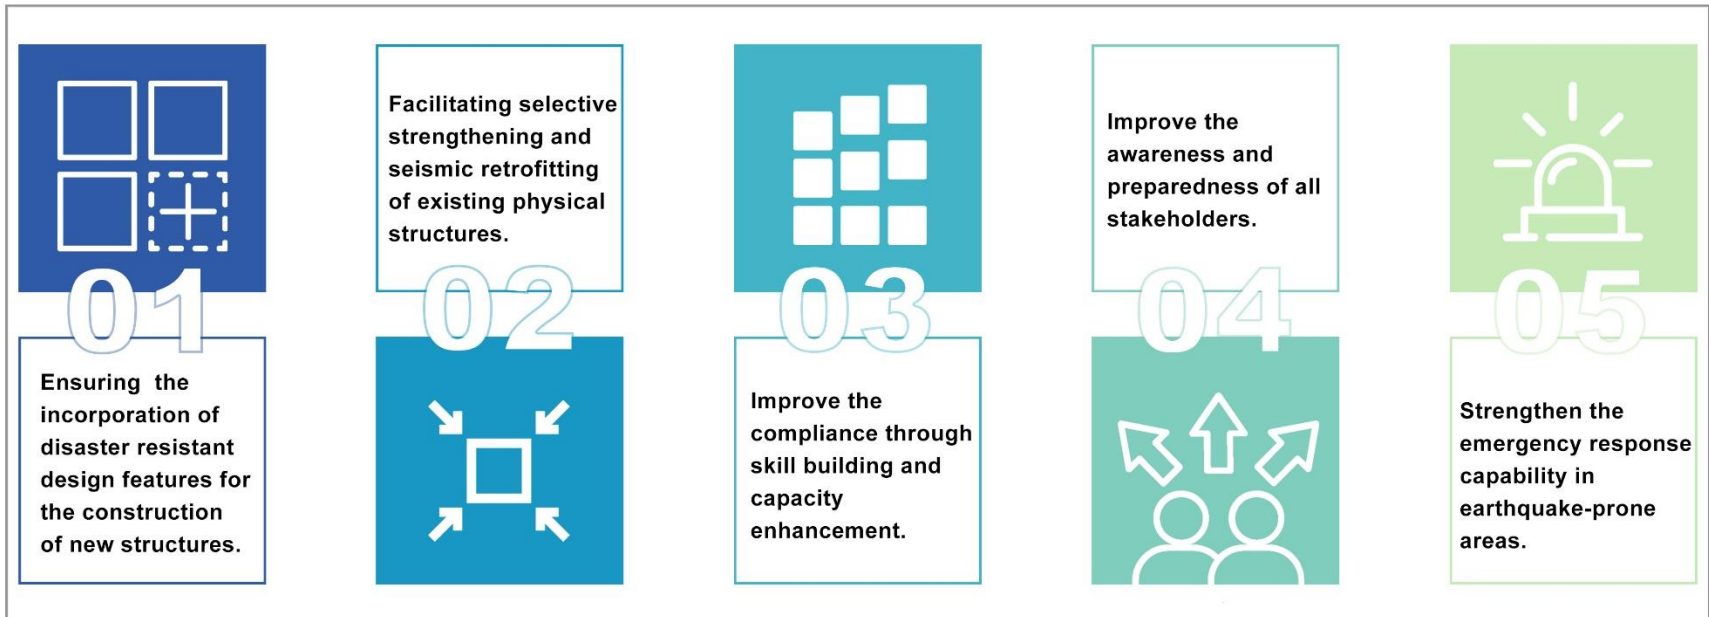 01
Ensuring the
incorporation of
disaster resistant
design features for
the construction
of new structures.
Facilitating selective
strengthening and
seismic retrofitting
of existing physical
structures.
02
03
Improve the
compliance through
skill building and
capacity
enhancement.
Improve the
awareness and
preparedness of all
stakeholders.
04
05
Strengthen the
emergency response
capability in
earthquake-prone
areas.